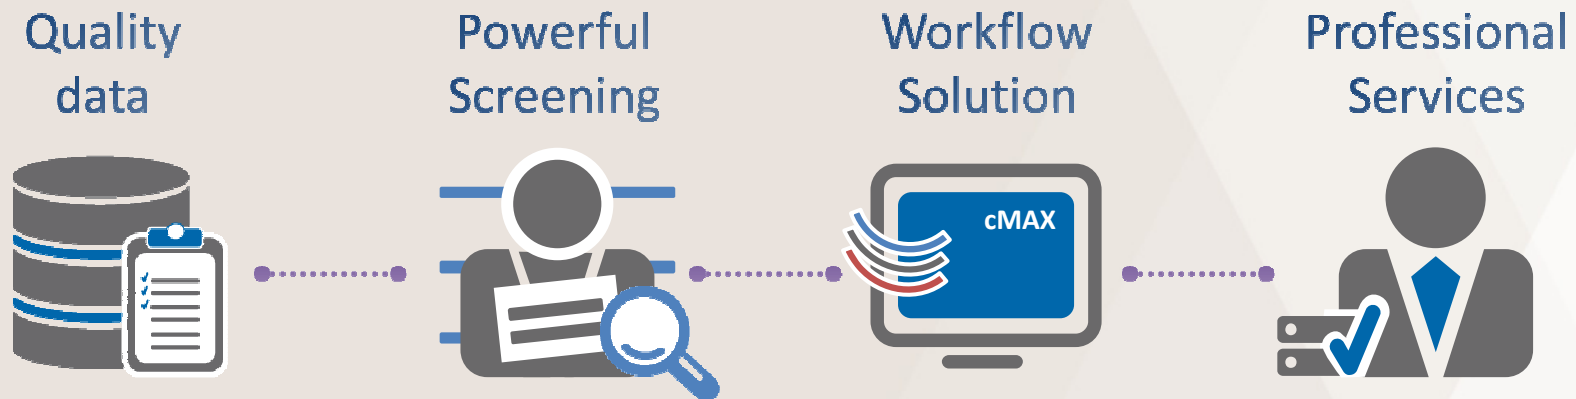 Quality
data
Powerful
Screening
Workflow
Solution
cMAX
Professional
Services